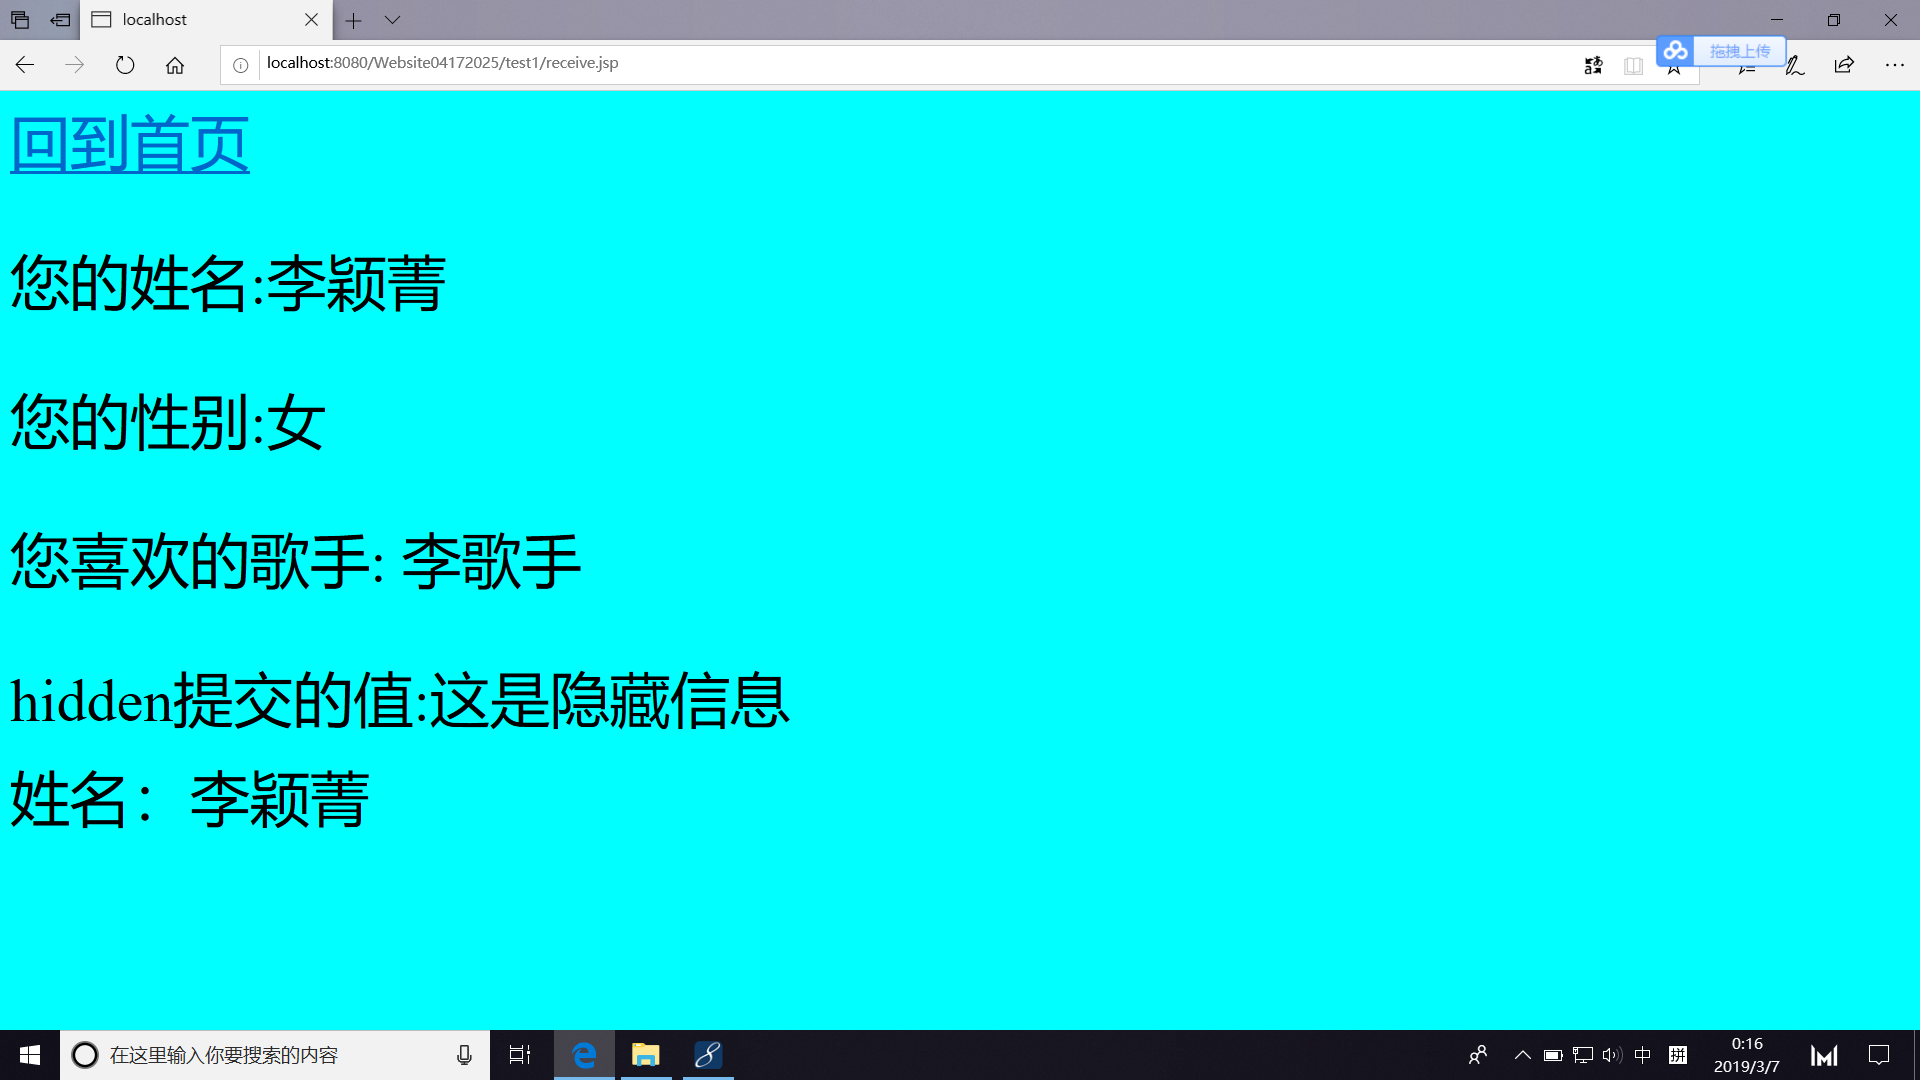 localhost
localhost:8080/Website04172025/test1/receive.jsp
拖拽上传
回到首页
您的姓名:李颖菁
您的性别:女
您喜欢的歌手: 李歌手
hidden提交的值:这是隐藏信息
姓名：李颖菁
在这里输入你要搜索的内容
中
拼
0:16
2019/3/7